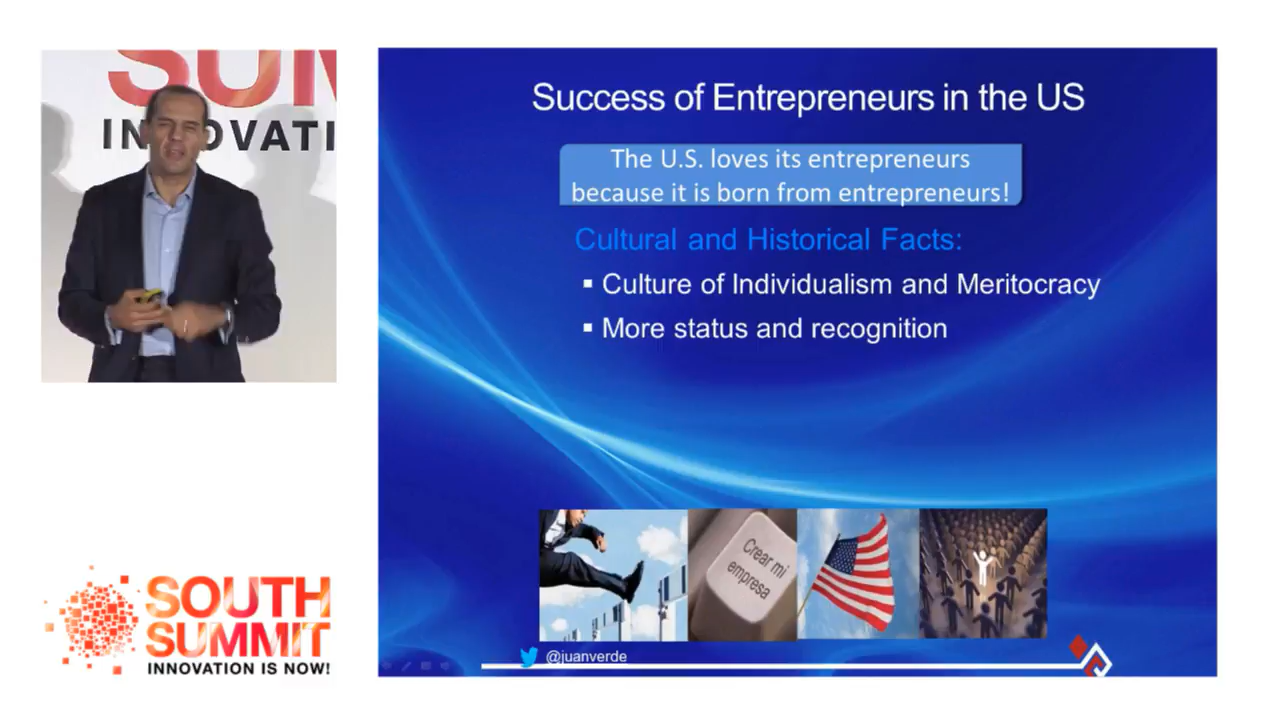 SUM
INNOVATI
Success of Entrepreneurs in the US
The U.S. loves its entrepreneurs
because it is born from entrepreneurs!
Cultural and Historical Facts:
▪ Culture of Individualism and Meritocracy
▪ More status and recognition
Crear mi
empresa
@juanverde
SOUTH
SUMMIT
INNOVATION IS NOW!